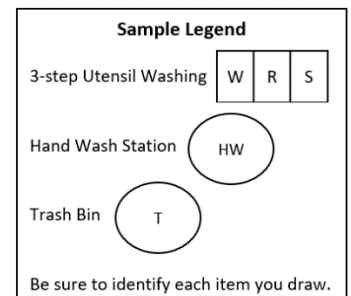 Sample Legend
3-step Utensil Washing W R S
Hand Wash Station HW
Trash Bin T
Be sure to identify each item you draw.